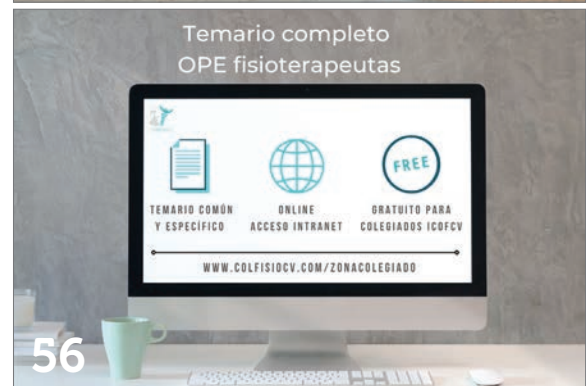 Temario completo
OPE fisioterapeutas
FREE
TEMARIO COMÚN
Y ESPECÍFICO
ONLINE
ACCESO INTRANET
GRATUITO PARA
COLEGIADOS ICOFCV
WWW.COLFISIOCV.COM/ZONACOLEGIADO
56